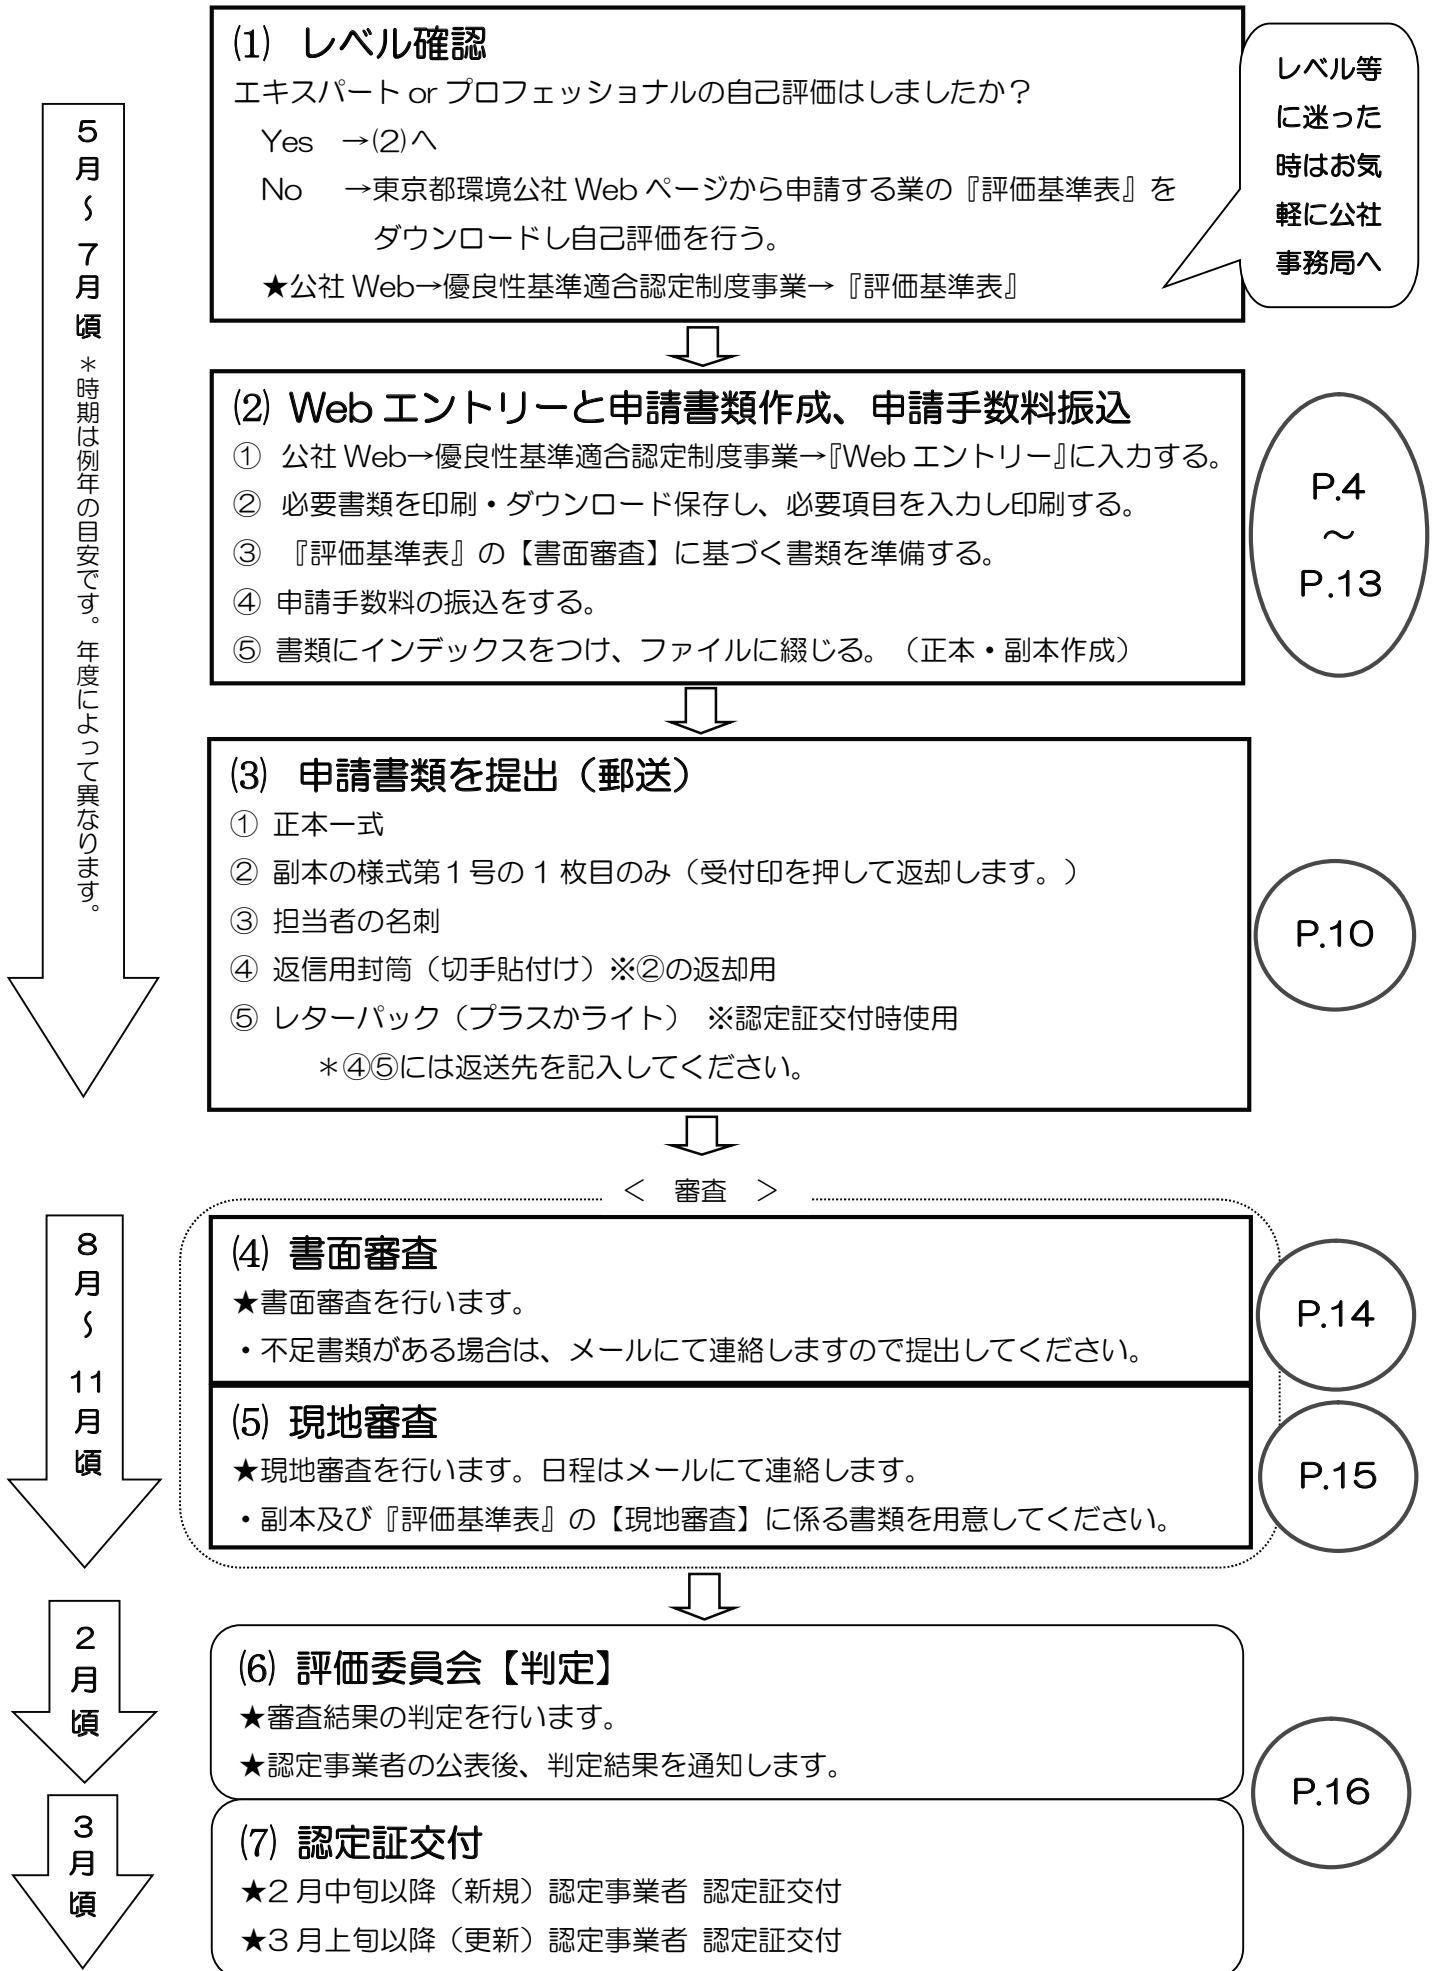 ⑴ レベル確認
エキスパート or プロフェッショナルの自己評価はしましたか？
Yes →⑵へ
No →東京都環境公社 Web ページから申請する業の『評価基準表』を
ダウンロードし自己評価を行う。
★公社 Web→優良性基準適合認定制度事業→『評価基準表』
レベル等
に迷った
時はお気
軽に公社
事務局へ
5月～7月頃 ＊時期は例年の目安です。年度によって異なります。
⑵ Web エントリーと申請書類作成、申請手数料振込
① 公社 Web→優良性基準適合認定制度事業→『Web エントリー』に入力する。
② 必要書類を印刷・ダウンロード保存し、必要項目を入力し印刷する。
③ 『評価基準表』の【書面審査】に基づく書類を準備する。
④ 申請手数料の振込をする。
⑤ 書類にインデックスをつけ、ファイルに綴じる。（正本・副本作成）
P.4
～
P.13
⑶ 申請書類を提出（郵送）
① 正本一式
② 副本の様式第１号の 1 枚目のみ（受付印を押して返却します。）
③ 担当者の名刺
④ 返信用封筒（切手貼付け）※②の返却用
⑤ レターパック（プラスかライト） ※認定証交付時使用
＊④⑤には返送先を記入してください。
P.10
＜ 審査 ＞
8月～11月頃
⑷ 書面審査
★書面審査を行います。
・不足書類がある場合は、メールにて連絡しますので提出してください。
P.14
⑸ 現地審査
★現地審査を行います。日程はメールにて連絡します。
・副本及び『評価基準表』の【現地審査】に係る書類を用意してください。
P.15
2月頃
⑹ 評価委員会【判定】
★審査結果の判定を行います。
★認定事業者の公表後、判定結果を通知します。
P.16
3月頃
⑺ 認定証交付
★2 月中旬以降（新規）認定事業者 認定証交付
★3 月上旬以降（更新）認定事業者 認定証交付